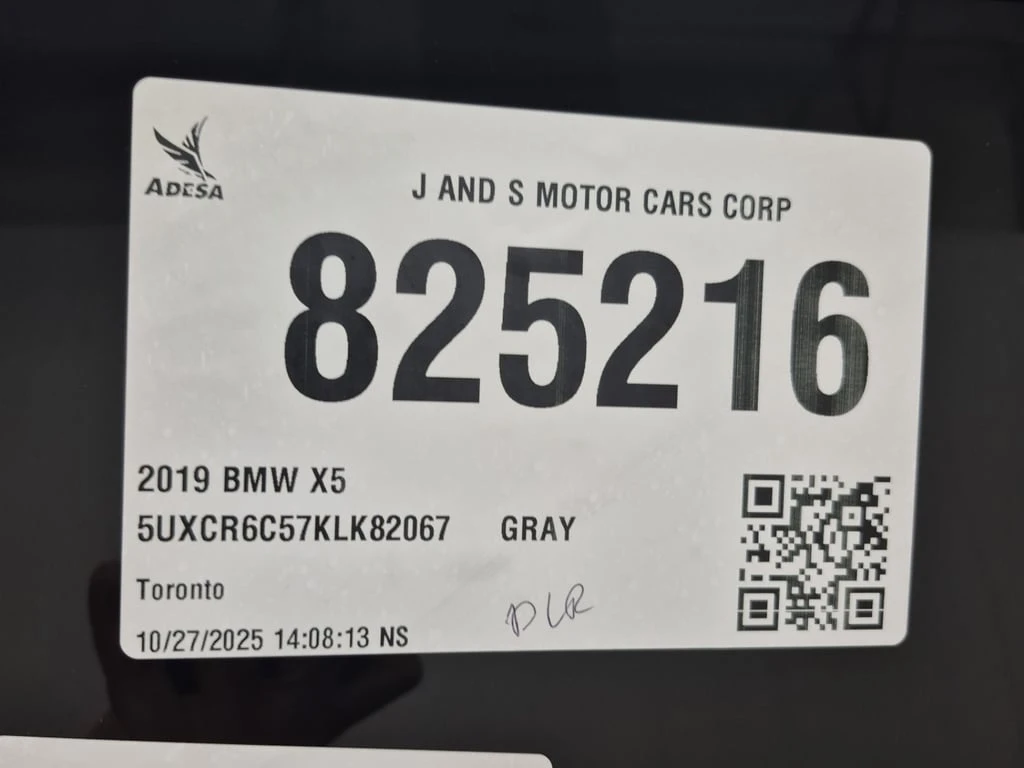 ADESA
J AND S MOTOR CARS CORP
825216
2019 BMW X5
5UXCR6C57KLK82067 GRAY
Toronto
DLR
10/27/2025 14:08:13 NS